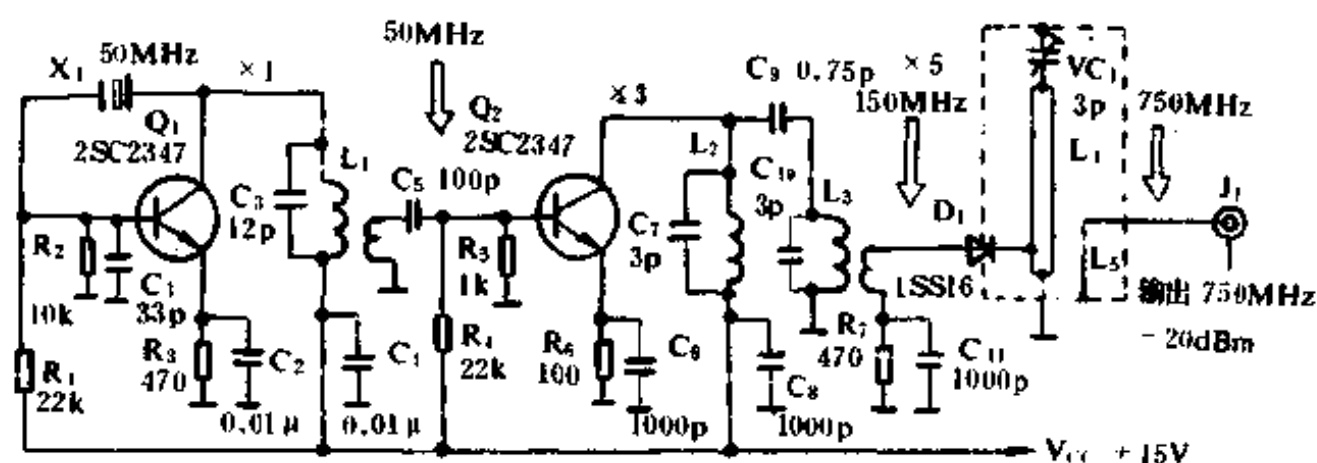 50MHz
X₁
× 1
Q₁
2SC2347
R₂
10k
C₁
33p
R₁
22k
R₃
470
C₂
0.01μ
C₃
12p
L₁
C₁
0.01μ
50MHz
C₅ 100p
Q₂
2SC2347
×3
R₄
22k
R₅
1k
R₆
100
C₆
1000p
C₇
3p
L₂
C₈
1000p
C₉ 0.75p
C₁₀
3p
L₃
× 5
150MHz
D₁
1SS16
R₇
470
C₁₁
1000p
VC₁
3p
L₄
L₅
750MHz
J₁
输出 750MHz
－20dBm
Vcc + 15V